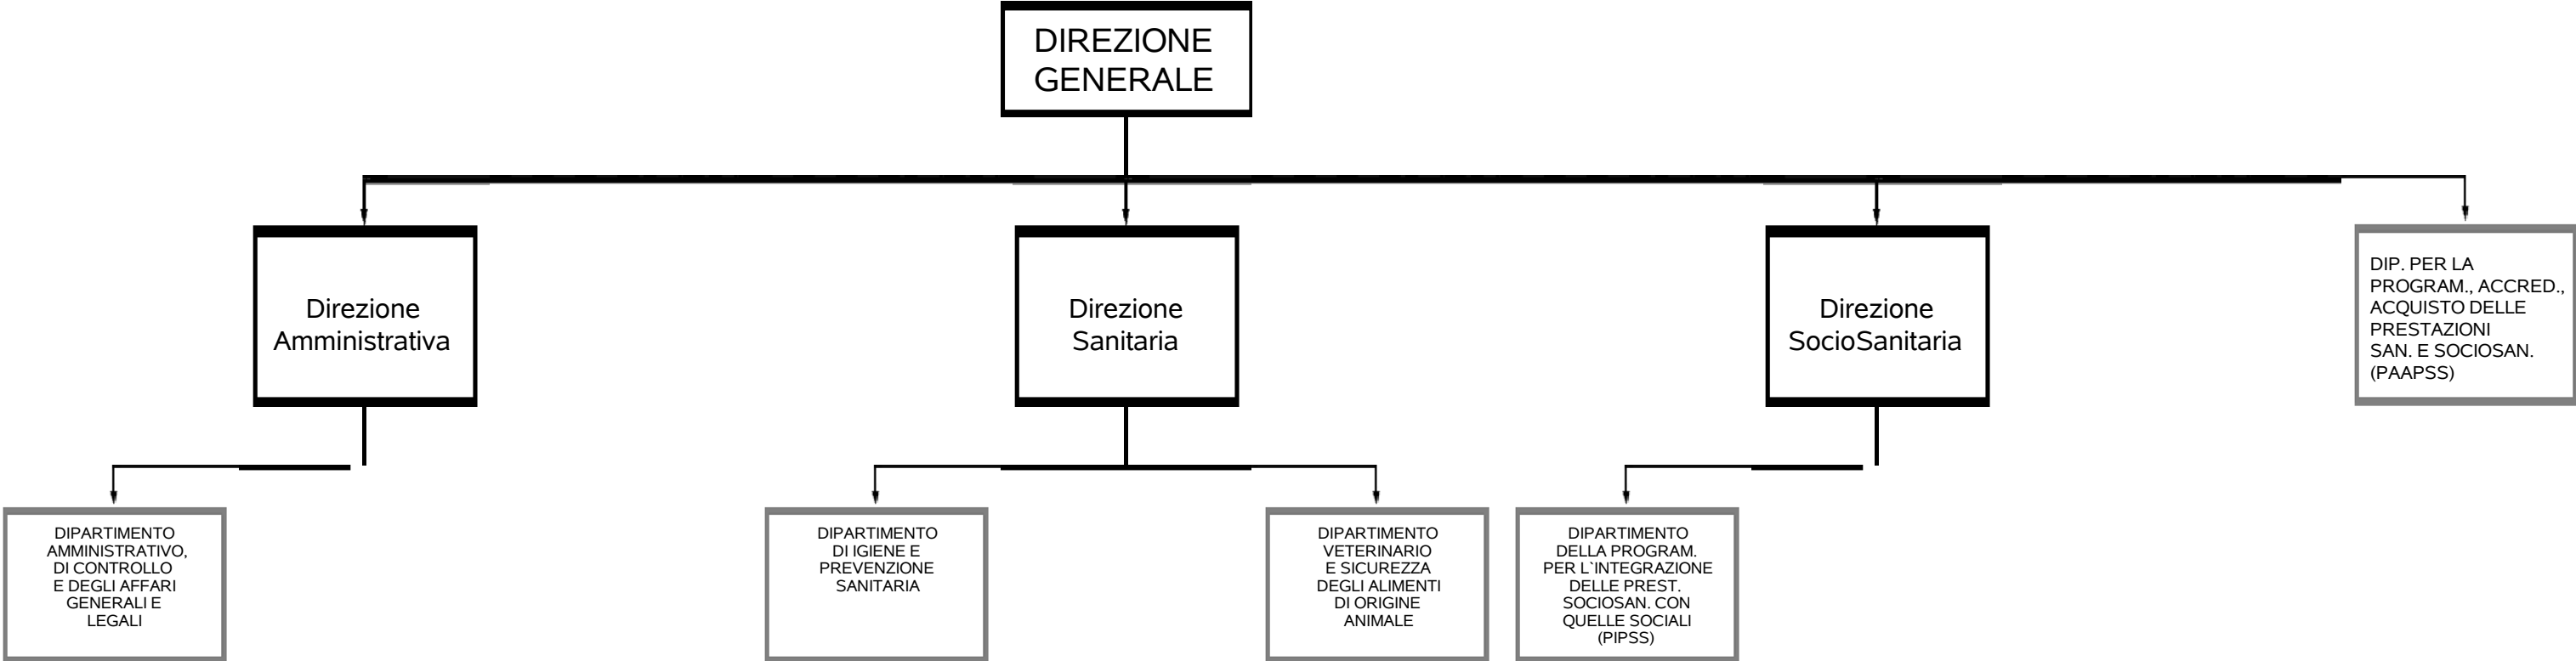 DIREZIONE
GENERALE
Direzione
Amministrativa
Direzione
Sanitaria
Direzione
SocioSanitaria
DIP. PER LA
PROGRAM., ACCRED.,
ACQUISTO DELLE
PRESTAZIONI
SAN. E SOCIOSAN.
(PAAPSS)
DIPARTIMENTO
AMMINISTRATIVO,
DI CONTROLLO
E DEGLI AFFARI
GENERALI E
LEGALI
DIPARTIMENTO
DI IGIENE E
PREVENZIONE
SANITARIA
DIPARTIMENTO
VETERINARIO
E SICUREZZA
DEGLI ALIMENTI
DI ORIGINE
ANIMALE
DIPARTIMENTO
DELLA PROGRAM.
PER L`INTEGRAZIONE
DELLE PREST.
SOCIOSAN. CON
QUELLE SOCIALI
(PIPSS)